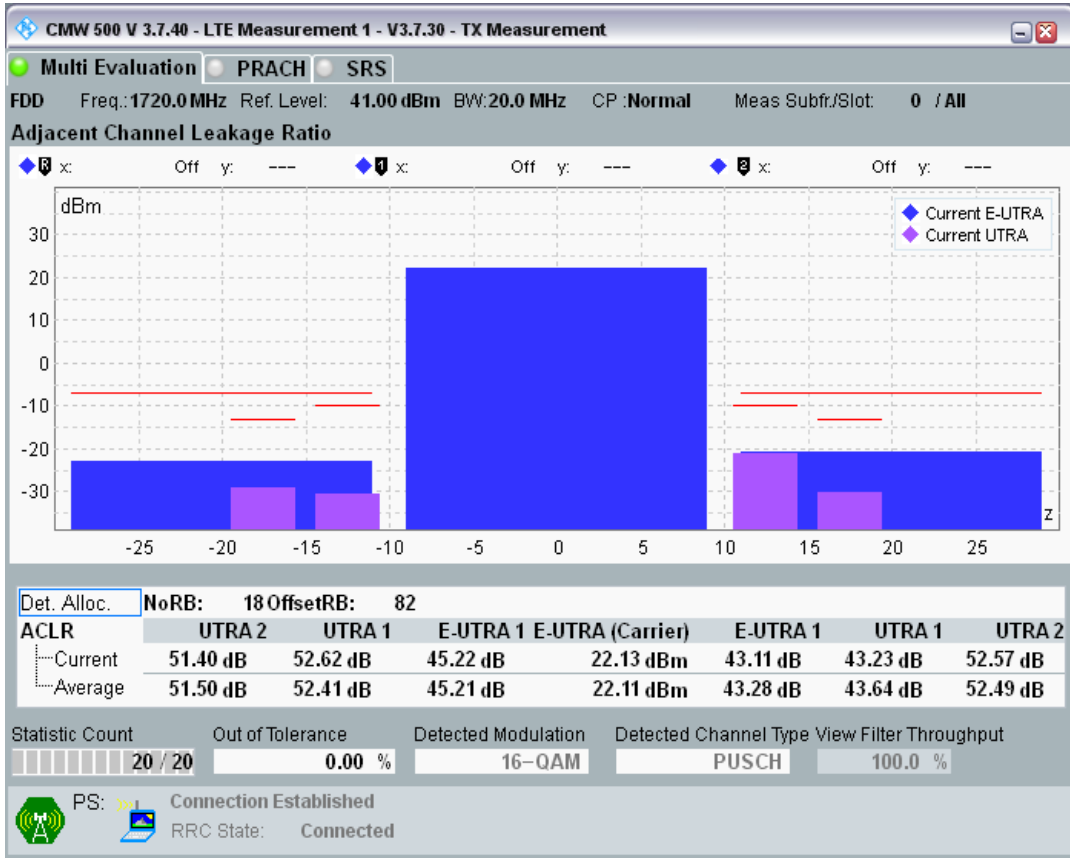 CMW 500 V 3.7.40 - LTE Measurement 1 - V3.7.30 - TX Measurement
Multi Evaluation PRACH SRS
FDD Freq.:1720.0 MHz Ref. Level: 41.00 dBm BW:20.0 MHz CP :Normal Meas Subfr./Slot: 0 / All
Adjacent Channel Leakage Ratio
R x: Off y: --- 1 x: Off y: --- 2 x: Off y: ---
dBm
Current E-UTRA
Current UTRA
30
20
10
0
-10
-20
-30
z
-25 -20 -15 -10 -5 0 5 10 15 20 25
Det. Alloc. NoRB: 18 OffsetRB: 82
ACLR UTRA 2 UTRA 1 E-UTRA 1 E-UTRA (Carrier) E-UTRA 1 UTRA 1 UTRA 2
Current 51.40 dB 52.62 dB 45.22 dB 22.13 dBm 43.11 dB 43.23 dB 52.57 dB
Average 51.50 dB 52.41 dB 45.21 dB 22.11 dBm 43.28 dB 43.64 dB 52.49 dB
Statistic Count Out of Tolerance Detected Modulation Detected Channel Type View Filter Throughput
20 / 20 0.00 % 16-QAM PUSCH 100.0 %
PS: Connection Established
RRC State: Connected